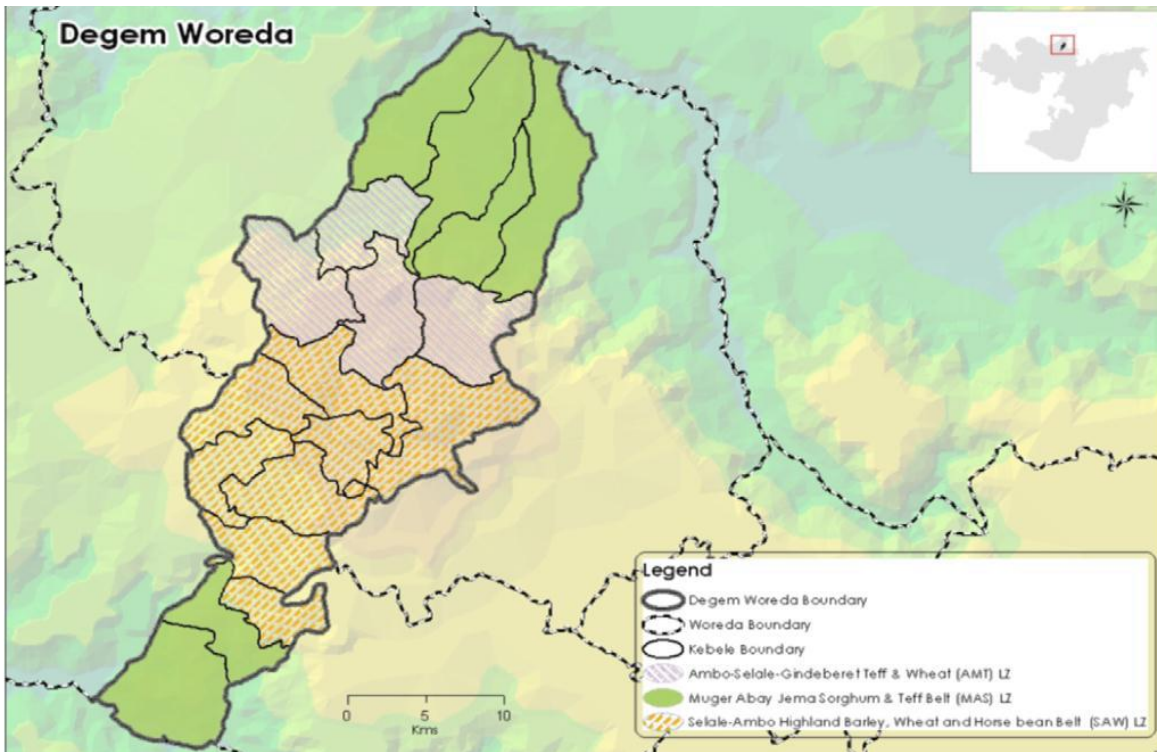 Degem Woreda
Legend
Degem Woreda Boundary
Woreda Boundary
Kebele Boundary
Ambo-Selale-Gindeberet Teff & Wheat (AMT) LZ
Muger Abay Jema Sorghum & Teff Belt (MAS) LZ
Selale-Ambo Highland Barley, Wheat and Horse bean Belt (SAW) LZ
0 5 10
Kms